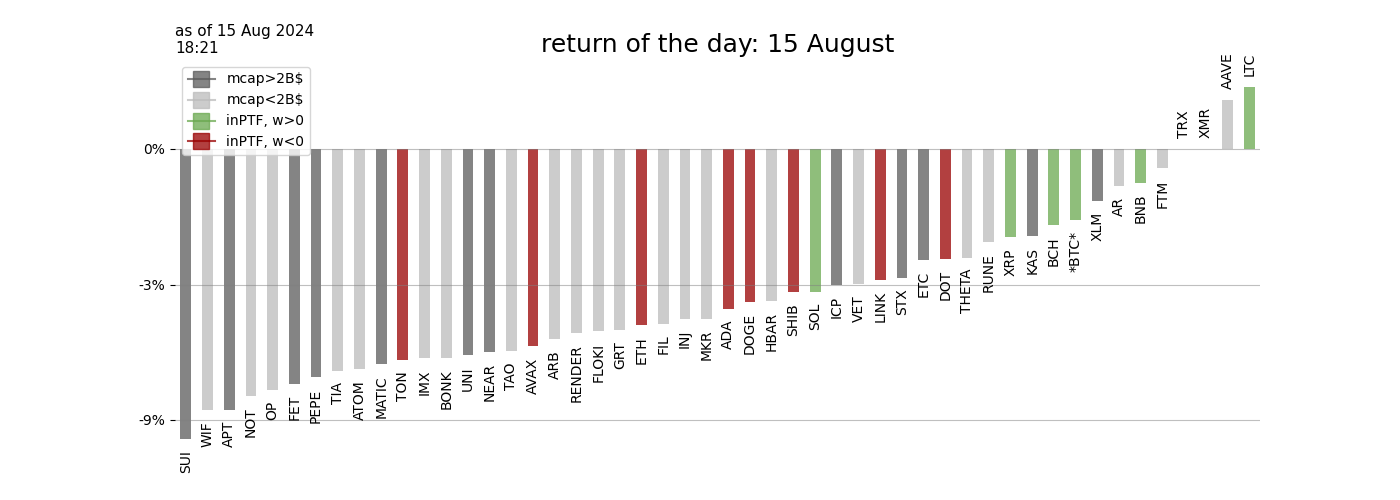 as of 15 Aug 2024
18:21
return of the day: 15 August
mcap>2B$
mcap<2B$
inPTF, w>0
inPTF, w<0
0%
-3%
-9%
SUI
WIF
APT
NOT
OP
FET
PEPE
TIA
ATOM
MATIC
TON
IMX
BONK
UNI
NEAR
TAO
AVAX
ARB
RENDER
FLOKI
GRT
ETH
FIL
INJ
MKR
ADA
DOGE
HBAR
SHIB
SOL
ICP
VET
LINK
STX
ETC
DOT
THETA
RUNE
XRP
KAS
BCH
*BTC*
XLM
AR
BNB
FTM
TRX
XMR
AAVE
LTC